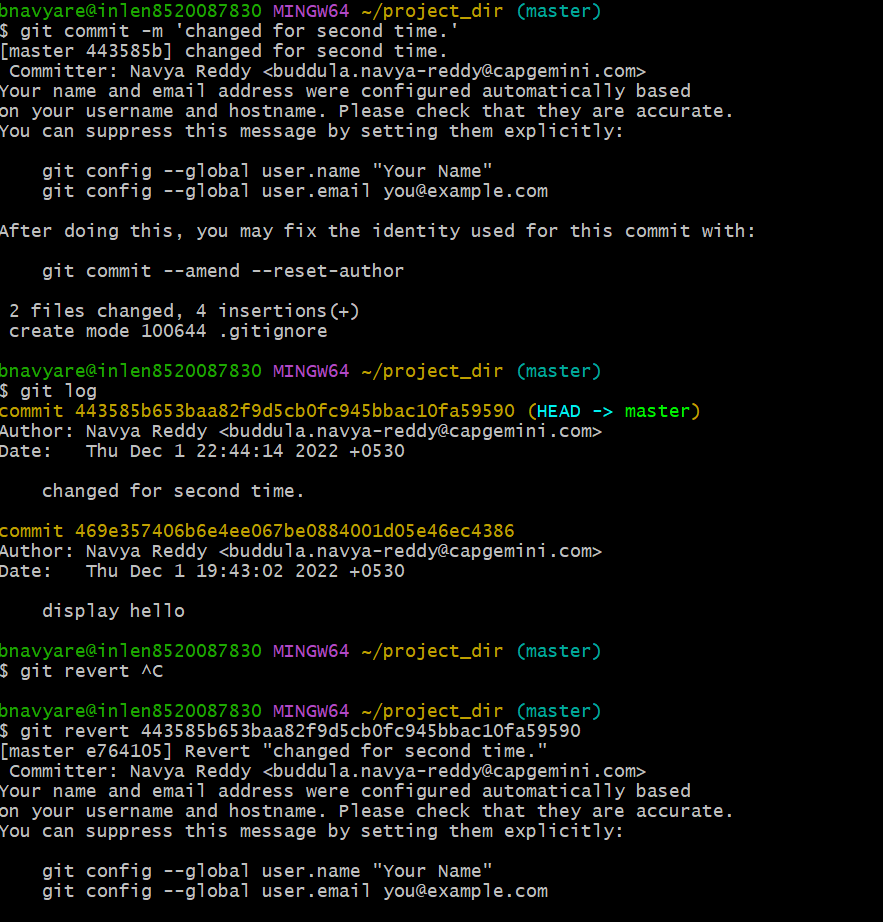 bnavyare@inlen8520087830 MINGW64 ~/project_dir (master)
$ git commit -m 'changed for second time.'
[master 443585b] changed for second time.
 Committer: Navya Reddy <buddula.navya-reddy@capgemini.com>
Your name and email address were configured automatically based
on your username and hostname. Please check that they are accurate.
You can suppress this message by setting them explicitly:

    git config --global user.name "Your Name"
    git config --global user.email you@example.com

After doing this, you may fix the identity used for this commit with:

    git commit --amend --reset-author

 2 files changed, 4 insertions(+)
 create mode 100644 .gitignore

bnavyare@inlen8520087830 MINGW64 ~/project_dir (master)
$ git log
commit 443585b653baa82f9d5cb0fc945bbac10fa59590 (HEAD -> master)
Author: Navya Reddy <buddula.navya-reddy@capgemini.com>
Date:   Thu Dec 1 22:44:14 2022 +0530

    changed for second time.

commit 469e357406b6e4ee067be0884001d05e46ec4386
Author: Navya Reddy <buddula.navya-reddy@capgemini.com>
Date:   Thu Dec 1 19:43:02 2022 +0530

    display hello

bnavyare@inlen8520087830 MINGW64 ~/project_dir (master)
$ git revert ^C

bnavyare@inlen8520087830 MINGW64 ~/project_dir (master)
$ git revert 443585b653baa82f9d5cb0fc945bbac10fa59590
[master e764105] Revert "changed for second time."
 Committer: Navya Reddy <buddula.navya-reddy@capgemini.com>
Your name and email address were configured automatically based
on your username and hostname. Please check that they are accurate.
You can suppress this message by setting them explicitly:

    git config --global user.name "Your Name"
    git config --global user.email you@example.com